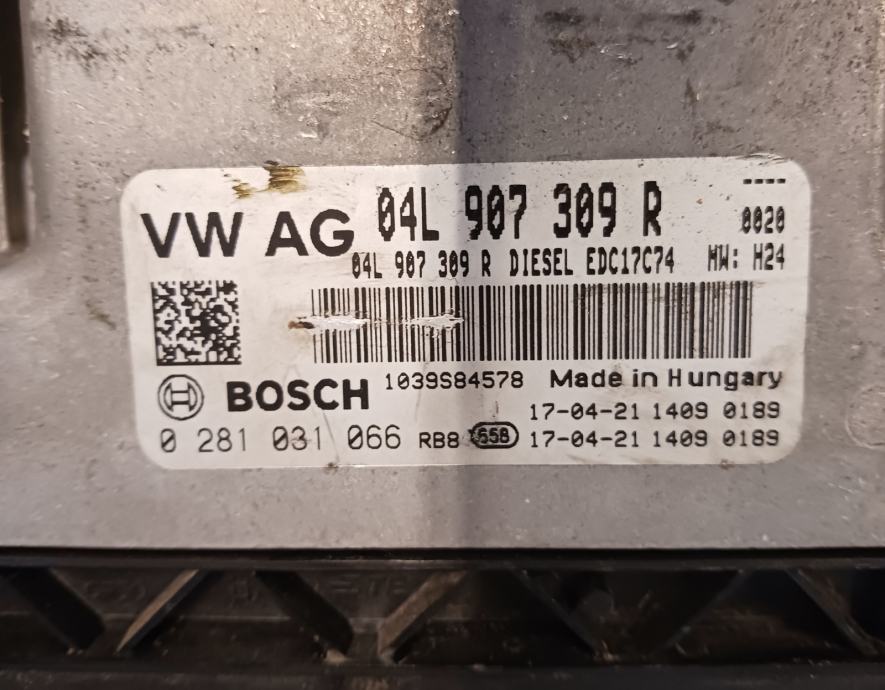 VW AG 04L 907 309 R ----
0020
04L 907 309 R DIESEL EDC17C74 HW: H24
BOSCH 1039S84578 Made in Hungary
17-04-21 1409 0189
0 281 031 066 RB8 558 17-04-21 1409 0189